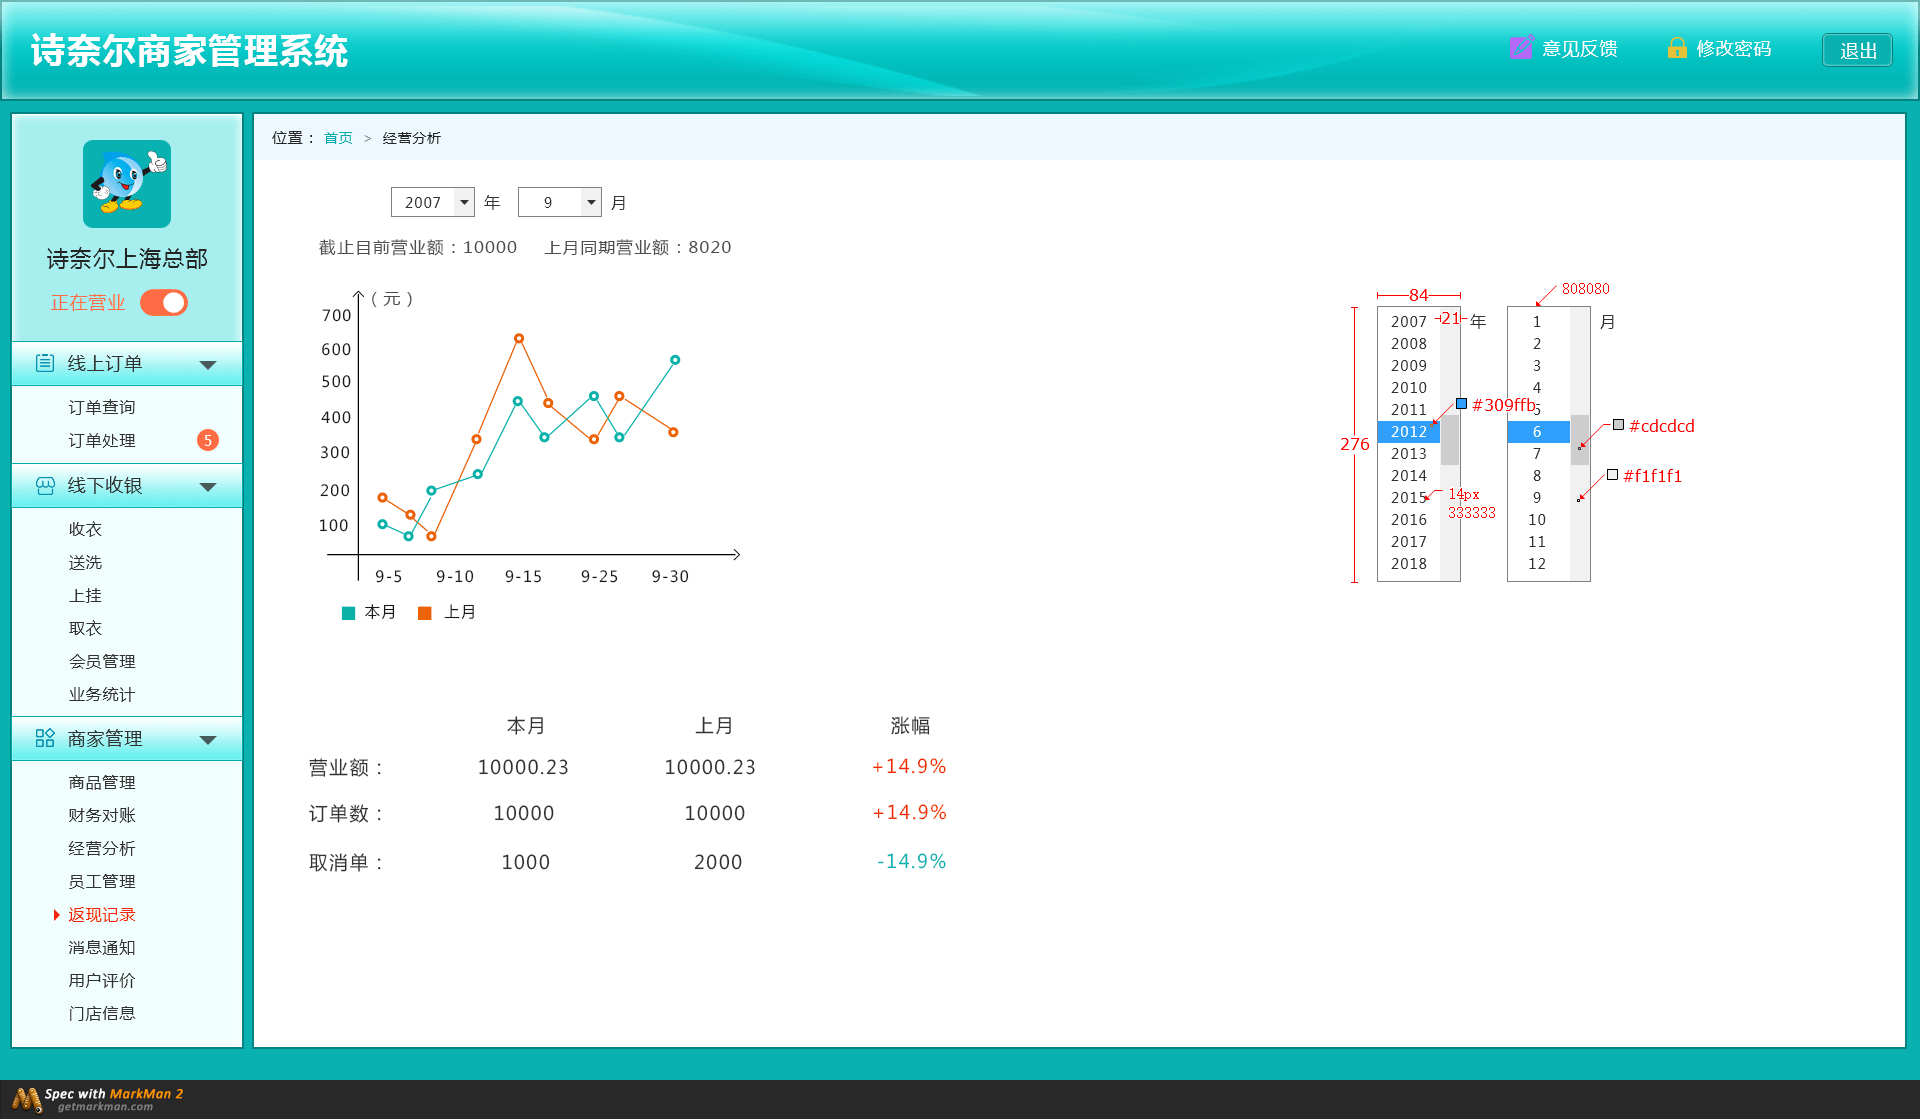 诗奈尔商家管理系统
意见反馈
修改密码
退出
诗奈尔上海总部
正在营业
线上订单
订单查询
订单处理 5
线下收银
收衣
送洗
上挂
取衣
会员管理
业务统计
商家管理
商品管理
财务对账
经营分析
员工管理
返现记录
消息通知
用户评价
门店信息
位置： 首页 > 经营分析
2007 年 9 月
截止目前营业额：10000 上月同期营业额：8020
（元）
700
600
500
400
300
200
100
9-5 9-10 9-15 9-25 9-30
本月 上月
84
808080
276
2007 21 年
2008
2009
2010
2011
2012
2013
2014
2015
2016
2017
2018
#309ffb
14px
333333
1 月
2
3
4
5
6
7
8
9
10
11
12
#cdcdcd
#f1f1f1
本月 上月 涨幅
营业额： 10000.23 10000.23 +14.9%
订单数： 10000 10000 +14.9%
取消单： 1000 2000 -14.9%
Spec with MarkMan 2
getmarkman.com